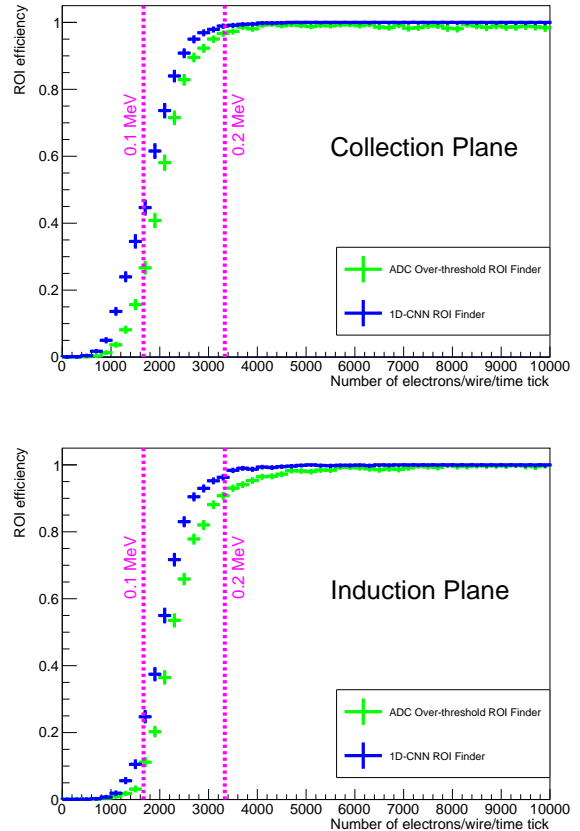 ROI efficiency
1
0.8
0.6
0.4
0.2
0
0.1 MeV
0.2 MeV
Collection Plane
ADC Over-threshold ROI Finder
1D-CNN ROI Finder
0 1000 2000 3000 4000 5000 6000 7000 8000 9000 10000
Number of electrons/wire/time tick
ROI efficiency
1
0.8
0.6
0.4
0.2
0
0.1 MeV
0.2 MeV
Induction Plane
ADC Over-threshold ROI Finder
1D-CNN ROI Finder
0 1000 2000 3000 4000 5000 6000 7000 8000 9000 10000
Number of electrons/wire/time tick